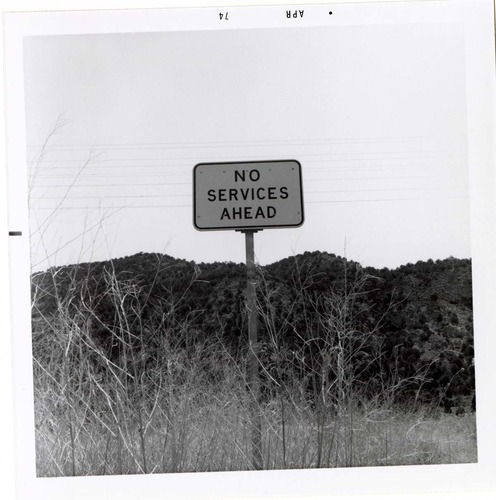 74 APR •
NO
SERVICES
AHEAD